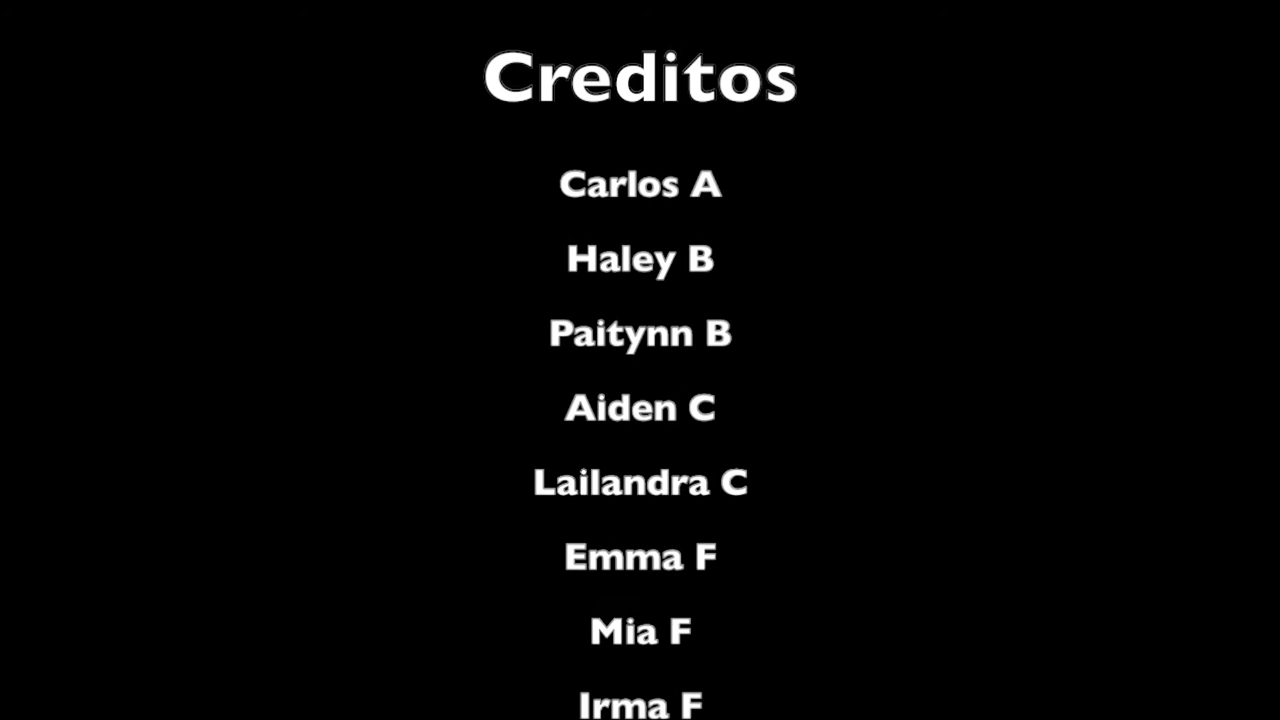 Creditos
Carlos A
Haley B
Paitynn B
Aiden C
Lailandra C
Emma F
Mia F
Irma F